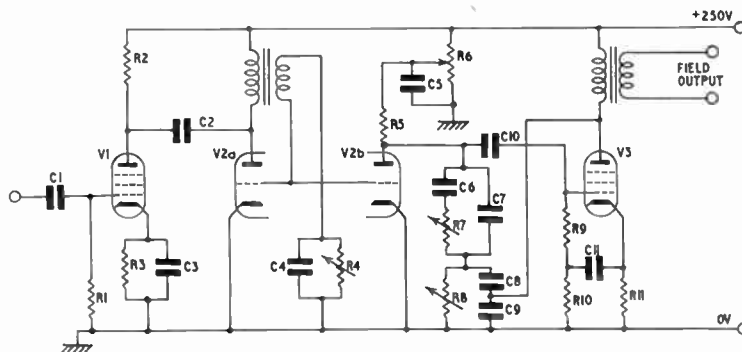 +250V
R2
R6
C5
FIELD
OUTPUT
C2
R5
C10
V1
V2a
V2b
V3
C1
C6
C7
R7
R9
R3
C3
C4
R4
C8
C11
R8
C9
R1
R10
R11
0V